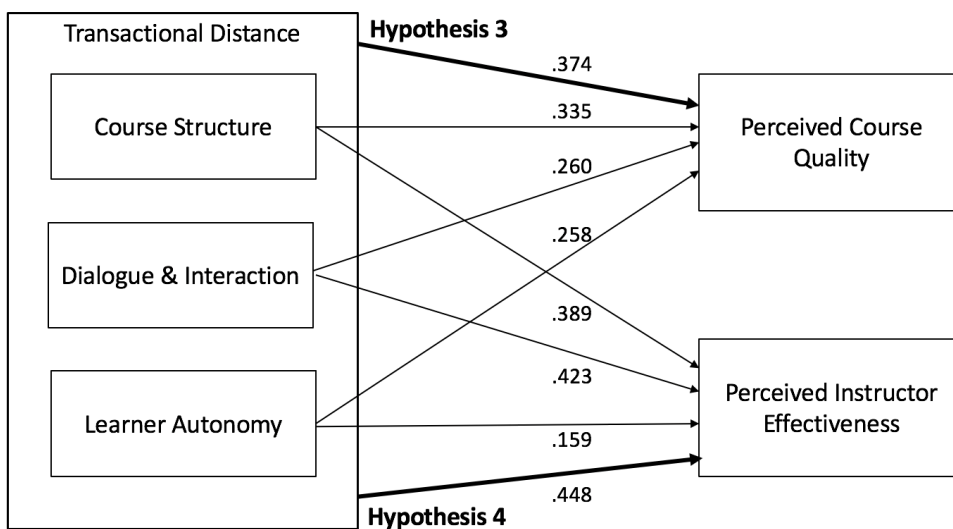 Transactional Distance
Hypothesis 3
.374
Course Structure
.335
Perceived Course
Quality
.260
.258
Dialogue & Interaction
.389
.423
Perceived Instructor
Effectiveness
Learner Autonomy
.159
.448
Hypothesis 4